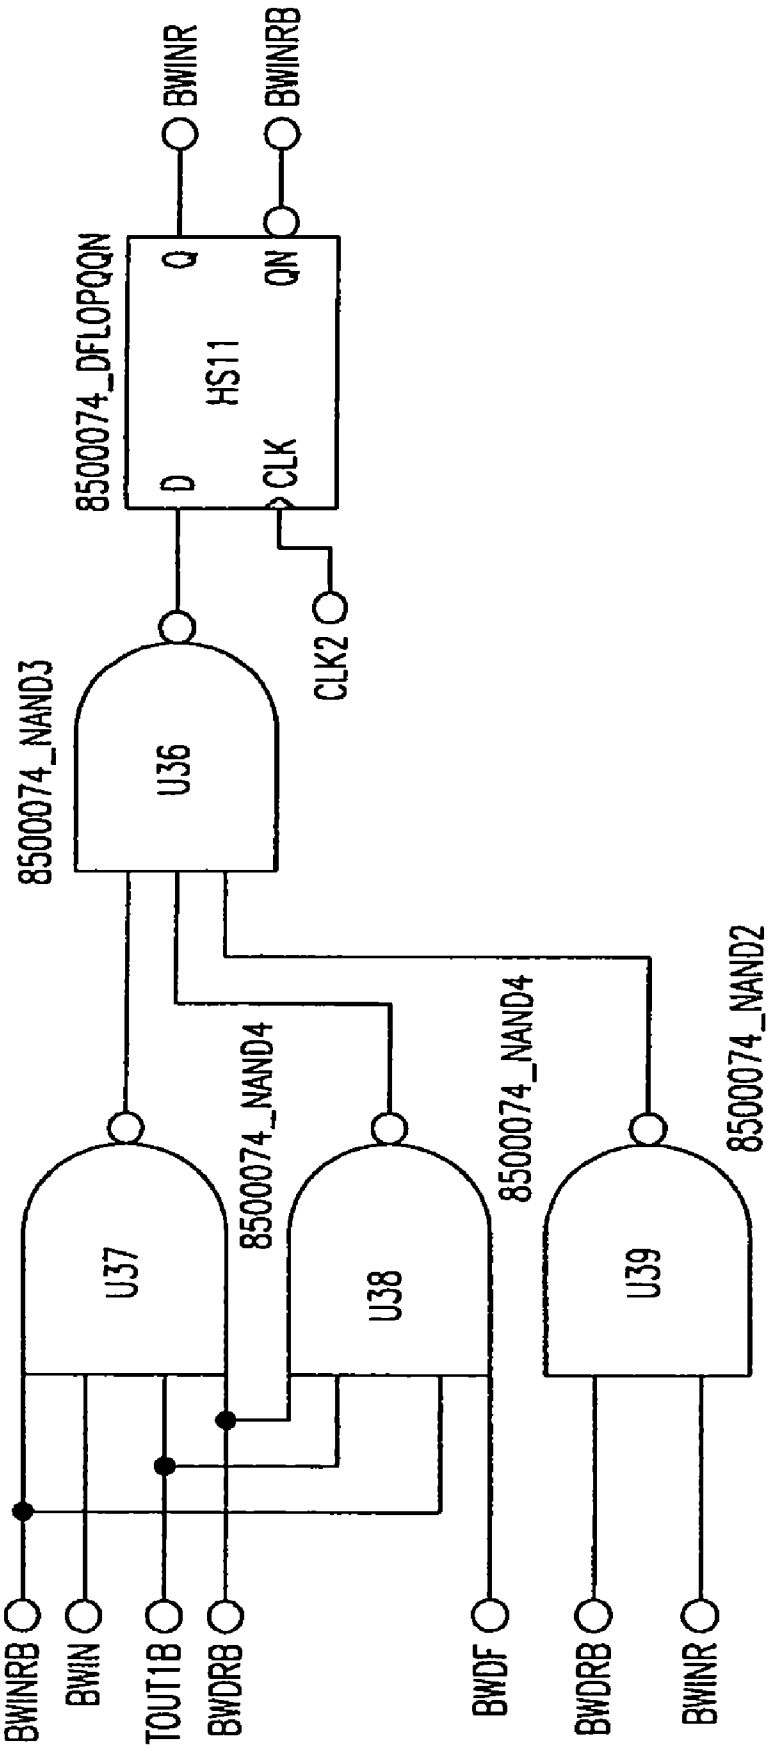 BWINRB
BWIN
TOUT1B
BWDRB
BWDF
BWDRB
BWINR
U37
8500074_NAND4
U38
8500074_NAND4
U39
8500074_NAND2
8500074_NAND3
U36
CLK2
8500074_DFLOPQQN
D
CLK
HS11
Q
QN
BWINR
BWINRB